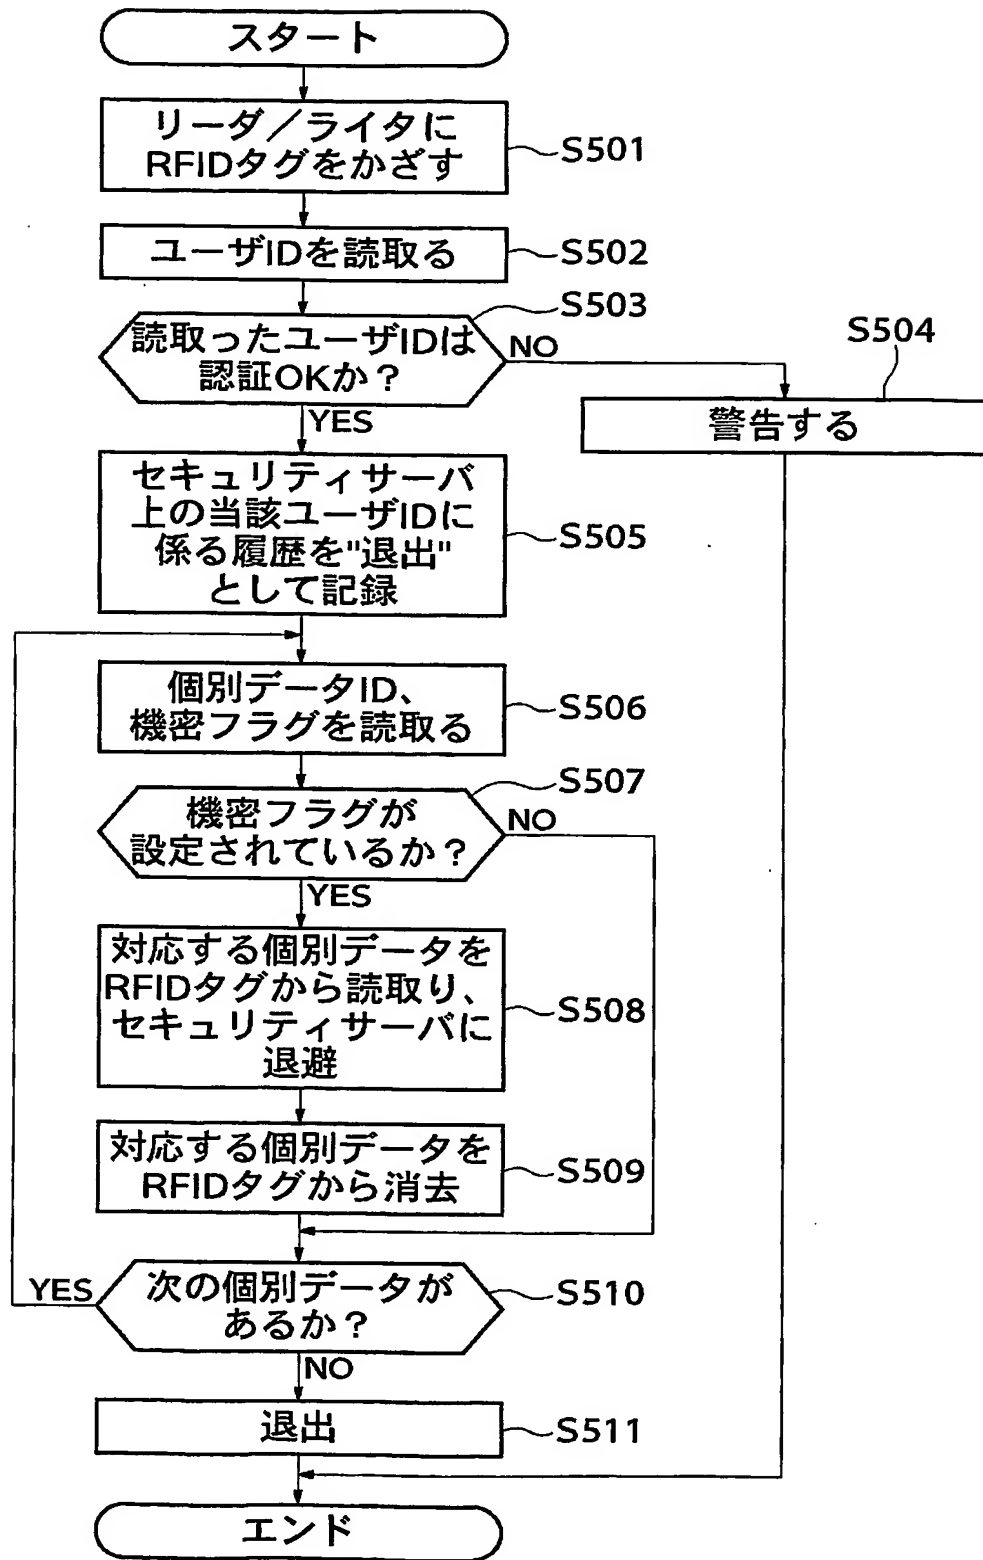 スタート
リーダ／ライタに
RFIDタグをかざす
S501
ユーザIDを読取る
S502
S503
読取ったユーザIDは
認証OKか？
NO
S504
警告する
YES
セキュリティサーバ
上の当該ユーザIDに
係る履歴を"退出"
として記録
S505
個別データID、
機密フラグを読取る
S506
S507
機密フラグが
設定されているか？
NO
YES
対応する個別データを
RFIDタグから読取り、
セキュリティサーバに
退避
S508
対応する個別データを
RFIDタグから消去
S509
YES
次の個別データが
あるか？
S510
NO
退出
S511
エンド